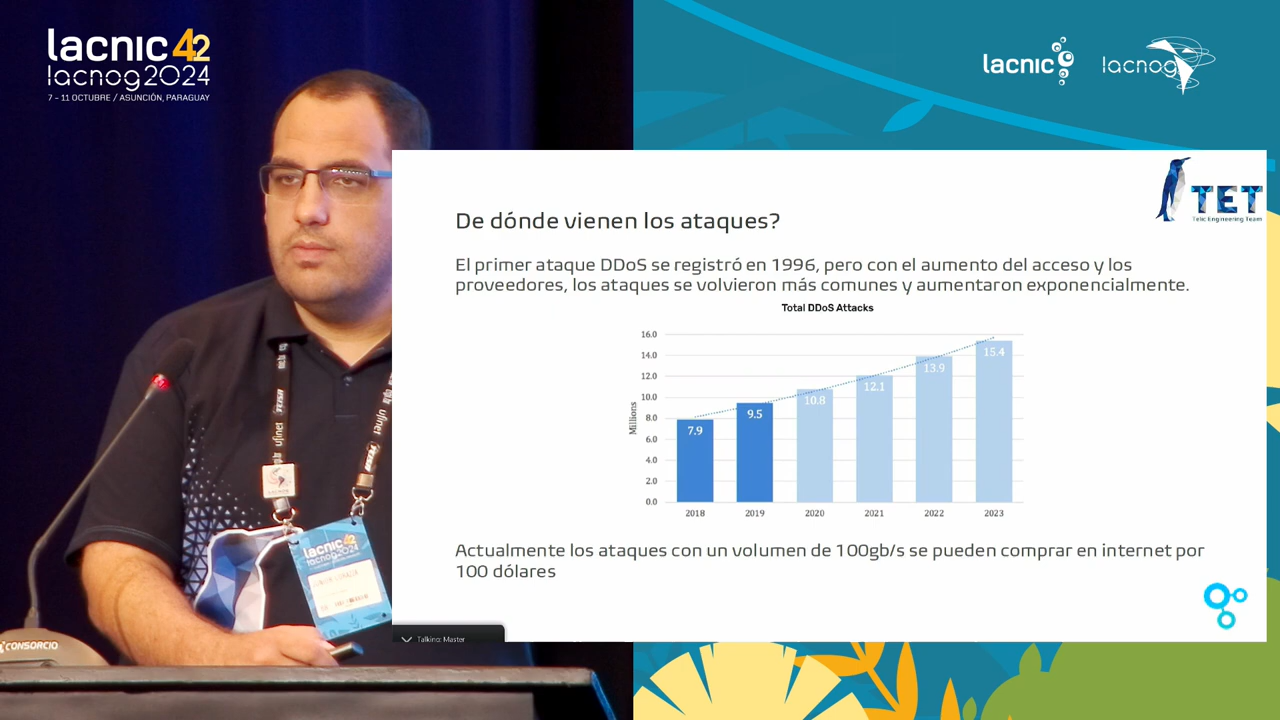 lacnic 42
lacnog2024
7 - 11 OCTUBRE / ASUNCIÓN, PARAGUAY
lacnic
lacnog
TET
Telic Engineering Team
De dónde vienen los ataques?
El primer ataque DDoS se registró en 1996, pero con el aumento del acceso y los
proveedores, los ataques se volvieron más comunes y aumentaron exponencialmente.
Total DDoS Attacks
Millions
16.0
14.0
12.0
10.0
8.0
6.0
4.0
2.0
0.0
7.9
9.5
10.8
12.1
13.9
15.4
2018
2019
2020
2021
2022
2023
Actualmente los ataques con un volumen de 100gb/s se pueden comprar en internet por
100 dólares
Talking: Master
ufinet
ufinet
lacnic 42
lacnog2024
CONSORCIO